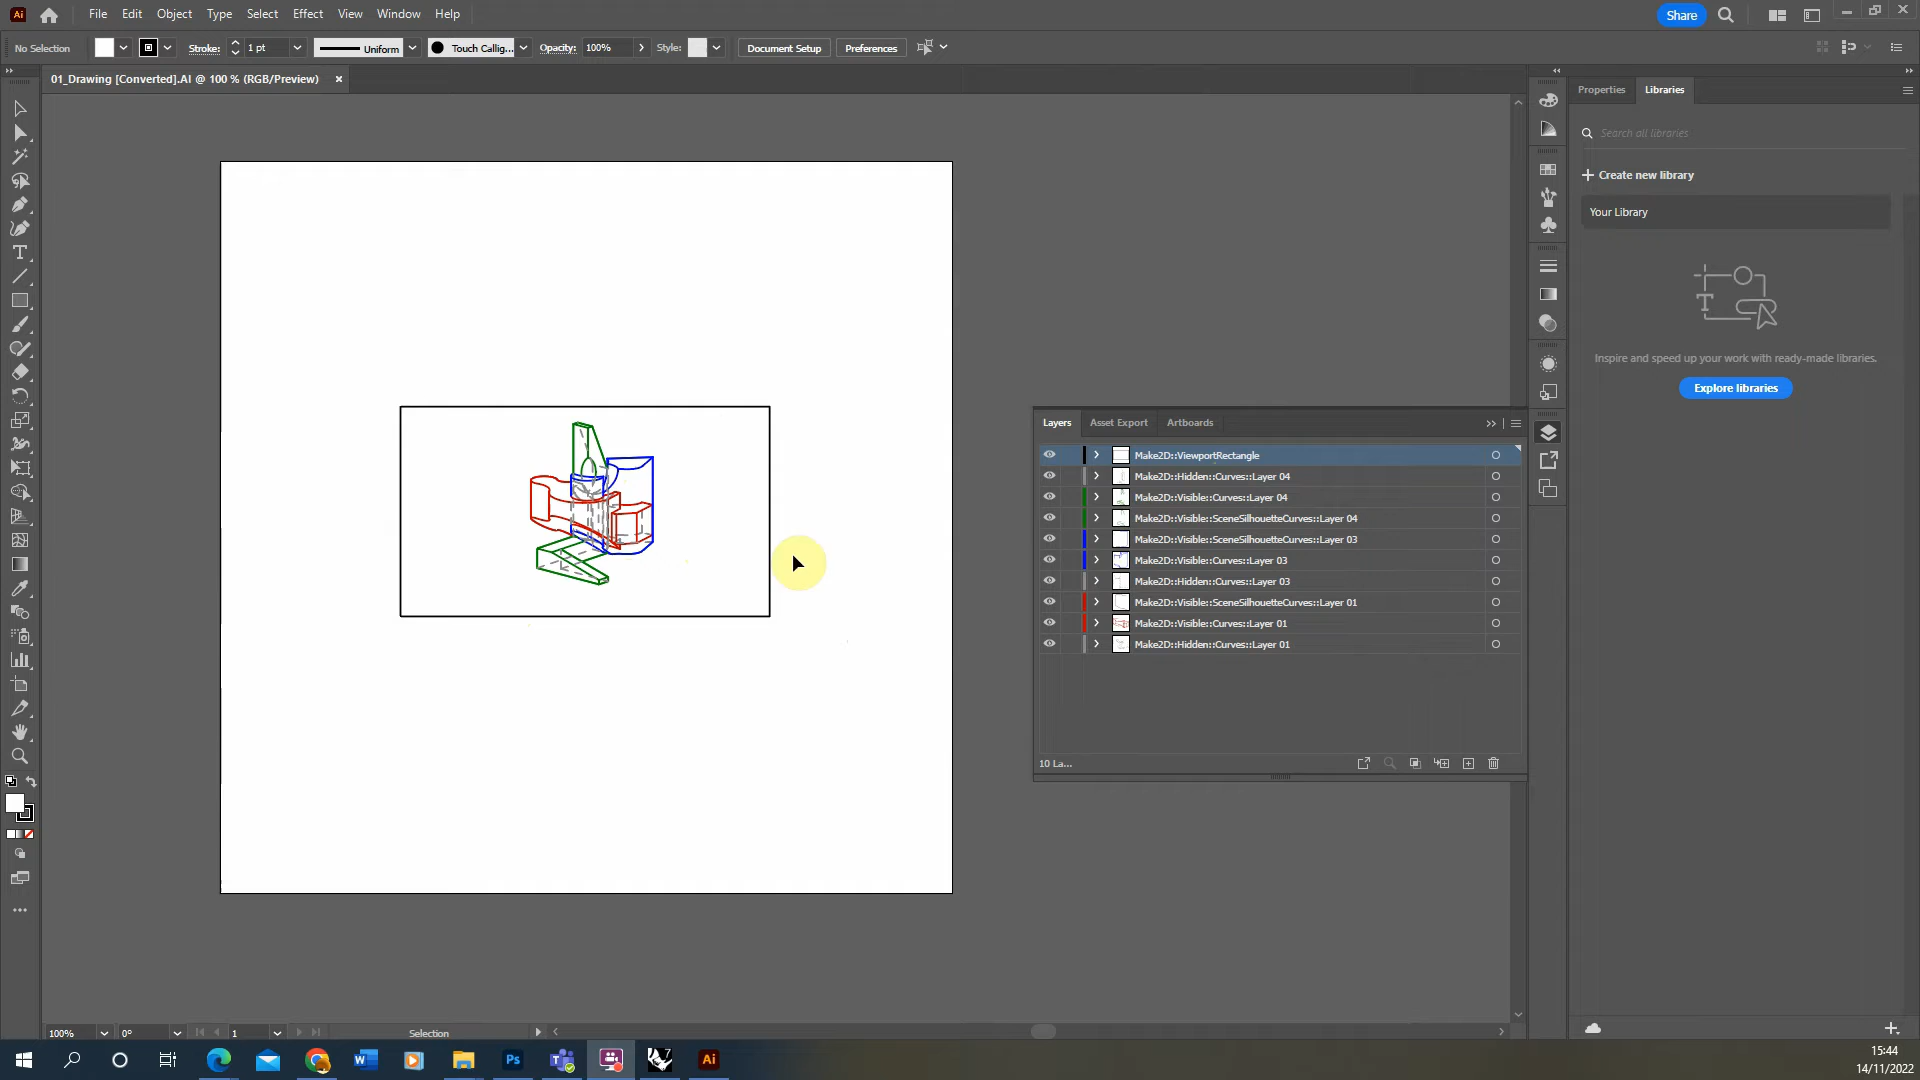 Ai File Edit Object Type Select Effect View Window Help Share
No Selection Stroke: 1 pt Uniform Touch Callig... Opacity: 100% Style: Document Setup Preferences
01_Drawing [Converted].AI @ 100 % (RGB/Preview)
Properties Libraries
Search all libraries
Create new library
Your Library
Inspire and speed up your work with ready-made libraries.
Explore libraries
Layers Asset Export Artboards
Make2D::ViewportRectangle
Make2D::Hidden::Curves::Layer 04
Make2D::Visible::Curves::Layer 04
Make2D::Visible::SceneSilhouetteCurves::Layer 04
Make2D::Visible::SceneSilhouetteCurves::Layer 03
Make2D::Visible::Curves::Layer 03
Make2D::Hidden::Curves::Layer 03
Make2D::Visible::SceneSilhouetteCurves::Layer 01
Make2D::Visible::Curves::Layer 01
Make2D::Hidden::Curves::Layer 01
10 La...
100% 0° 1 Selection
Ps Ai
15:44
14/11/2022